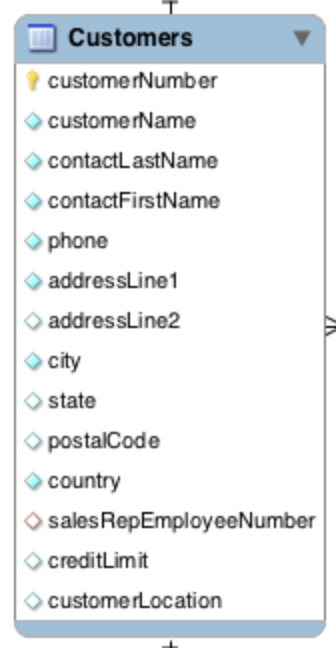 Customers
customerNumber
customerName
contactLastName
contactFirstName
phone
addressLine1
addressLine2
city
state
postalCode
country
salesRepEmployeeNumber
creditLimit
customerLocation